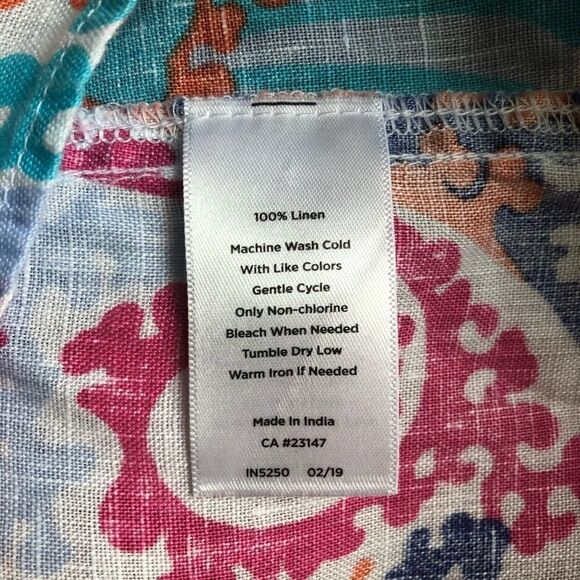 100% Linen
Machine Wash Cold
With Like Colors
Gentle Cycle
Only Non-chlorine
Bleach When Needed
Tumble Dry Low
Warm Iron If Needed
Made In India
CA #23147
IN5250 02/19